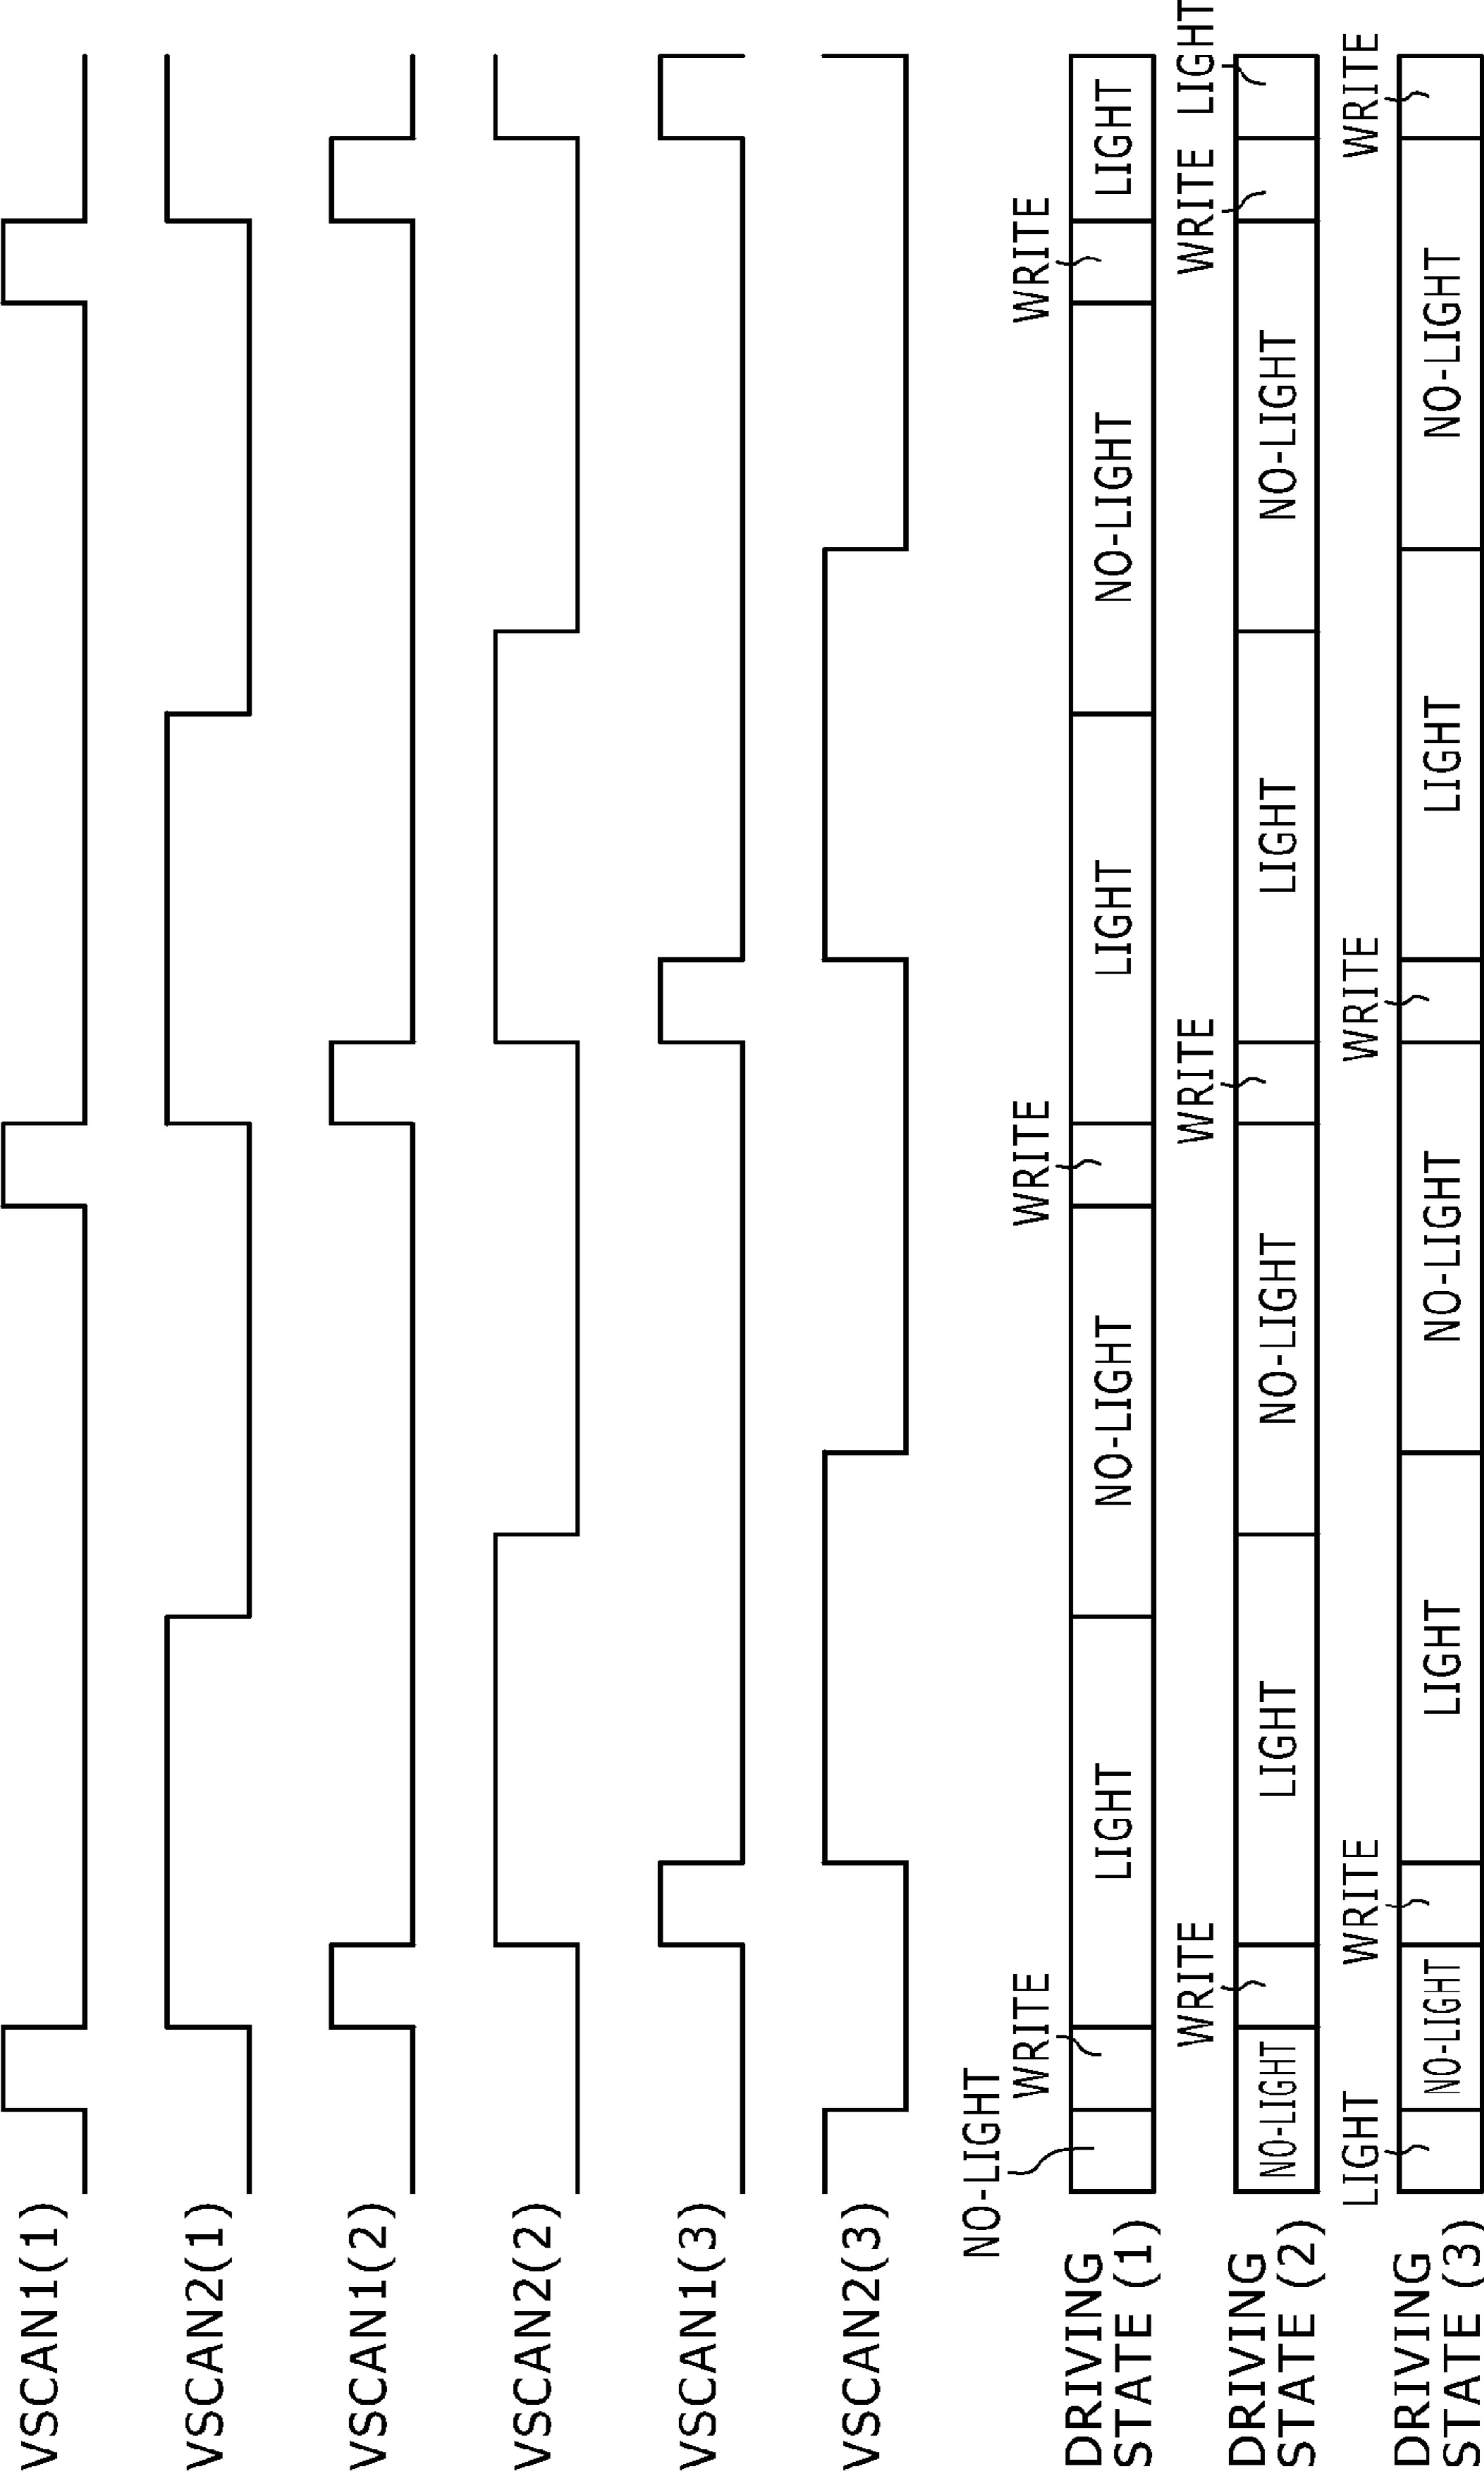 VSCAN1(1)
VSCAN2(1)
VSCAN1(2)
VSCAN2(2)
VSCAN1(3)
VSCAN2(3)
NO-LIGHT
WRITE
WRITE
WRITE
DRIVING
STATE (1)
LIGHT
NO-LIGHT
LIGHT
NO-LIGHT
LIGHT
WRITE
WRITE
WRITE
LIGHT
DRIVING
STATE (2)
NO-LIGHT
LIGHT
NO-LIGHT
LIGHT
NO-LIGHT
LIGHT
WRITE
WRITE
WRITE
DRIVING
STATE (3)
NO-LIGHT
LIGHT
NO-LIGHT
LIGHT
NO-LIGHT